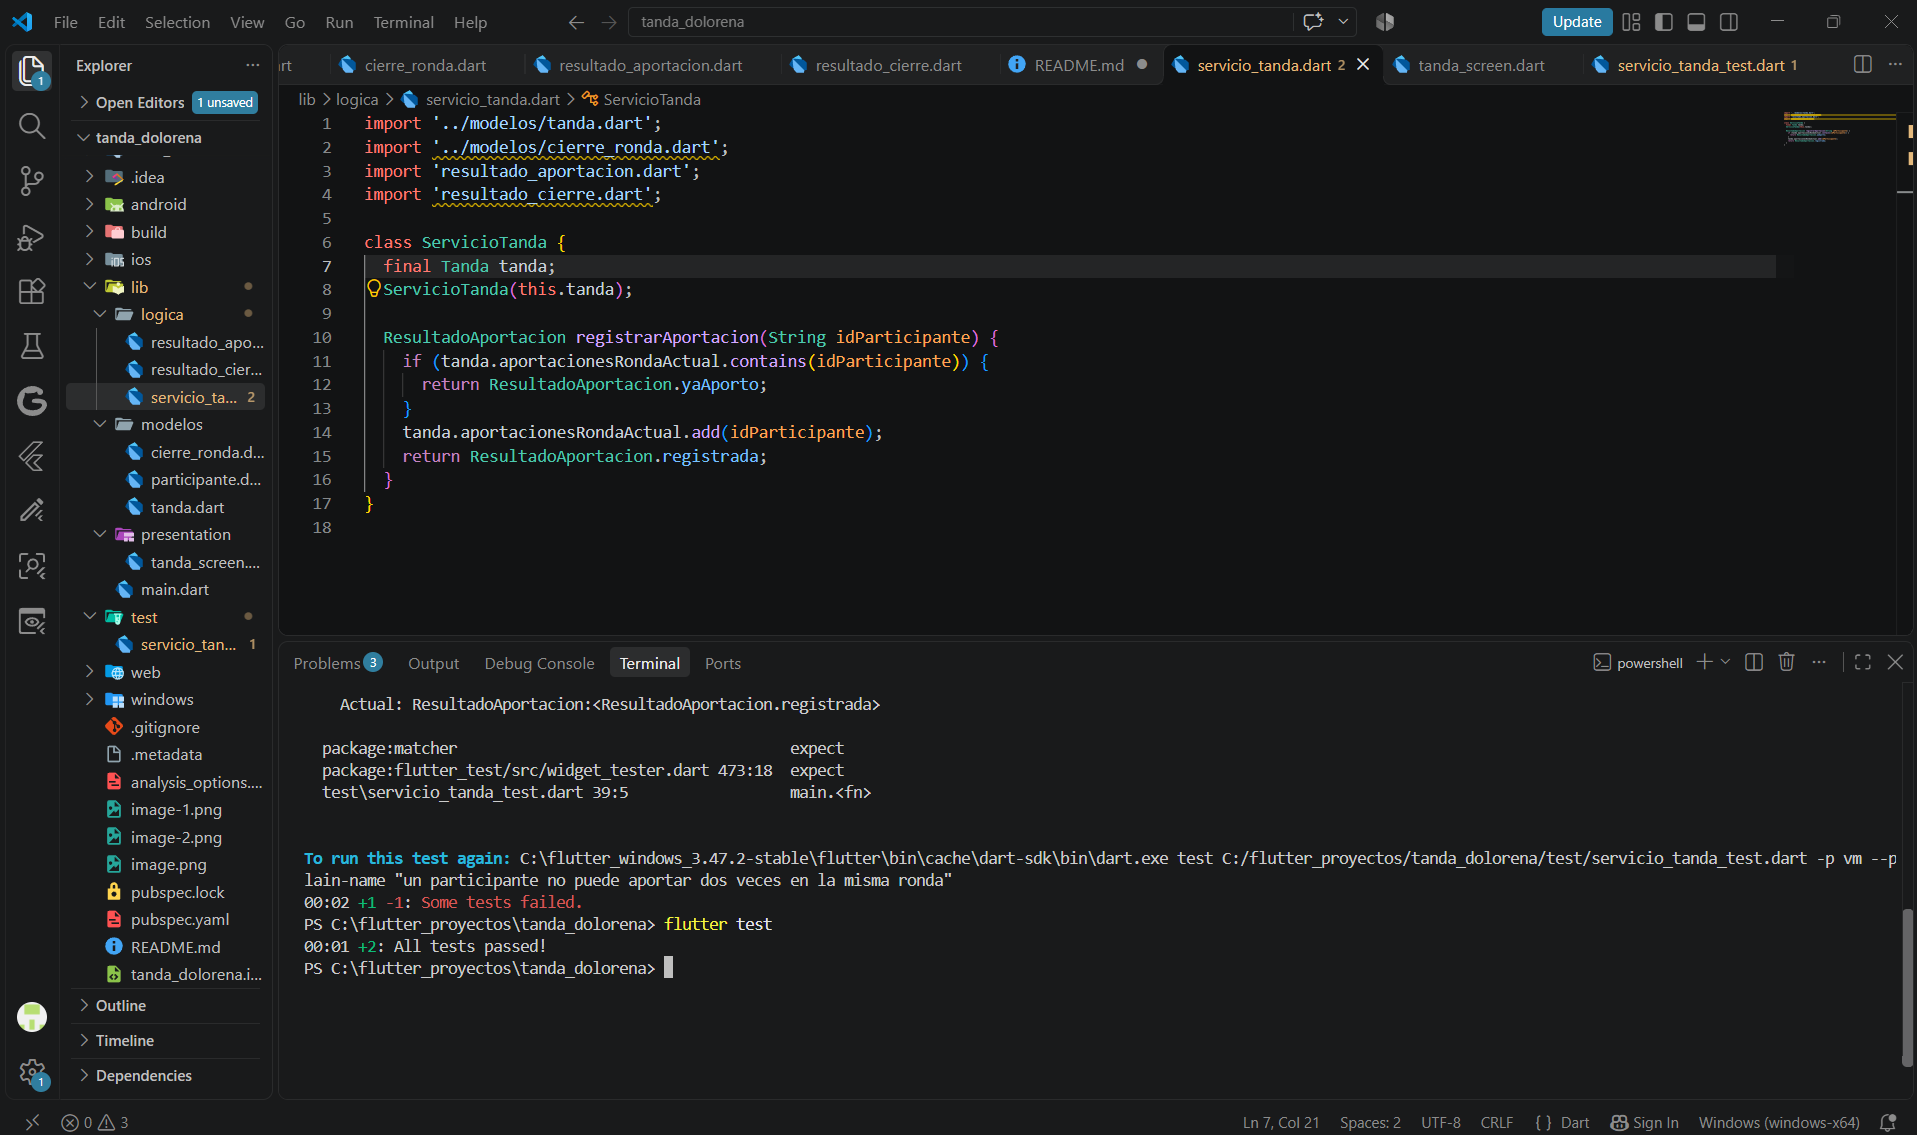 File Edit Selection View Go Run Terminal Help
tanda_dolorena
Update
Explorer
Open Editors 1 unsaved
tanda_dolorena
.idea
android
build
ios
lib
logica
resultado_apo...
resultado_cier...
servicio_ta... 2
modelos
cierre_ronda.d...
participante.d...
tanda.dart
presentation
tanda_screen....
main.dart
test
servicio_tan... 1
web
windows
.gitignore
.metadata
analysis_options....
image-1.png
image-2.png
image.png
pubspec.lock
pubspec.yaml
README.md
tanda_dolorena.i...
Outline
Timeline
Dependencies
1
1
rt cierre_ronda.dart resultado_aportacion.dart resultado_cierre.dart README.md servicio_tanda.dart 2 tanda_screen.dart servicio_tanda_test.dart 1
lib > logica > servicio_tanda.dart > ServicioTanda
1 import '../modelos/tanda.dart';
2 import '../modelos/cierre_ronda.dart';
3 import 'resultado_aportacion.dart';
4 import 'resultado_cierre.dart';
5
6 class ServicioTanda {
7 final Tanda tanda;
8 ServicioTanda(this.tanda);
9
10 ResultadoAportacion registrarAportacion(String idParticipante) {
11 if (tanda.aportacionesRondaActual.contains(idParticipante)) {
12 return ResultadoAportacion.yaAporto;
13 }
14 tanda.aportacionesRondaActual.add(idParticipante);
15 return ResultadoAportacion.registrada;
16 }
17 }
18
Problems 3 Output Debug Console Terminal Ports
powershell
Actual: ResultadoAportacion:<ResultadoAportacion.registrada>
package:matcher expect
package:flutter_test/src/widget_tester.dart 473:18 expect
test\servicio_tanda_test.dart 39:5 main.<fn>
To run this test again: C:\flutter_windows_3.47.2-stable\flutter\bin\cache\dart-sdk\bin\dart.exe test C:/flutter_proyectos/tanda_dolorena/test/servicio_tanda_test.dart -p vm --p
lain-name "un participante no puede aportar dos veces en la misma ronda"
00:02 +1 -1: Some tests failed.
PS C:\flutter_proyectos\tanda_dolorena> flutter test
00:01 +2: All tests passed!
PS C:\flutter_proyectos\tanda_dolorena>
0 3
Ln 7, Col 21 Spaces: 2 UTF-8 CRLF { } Dart Sign In Windows (windows-x64)